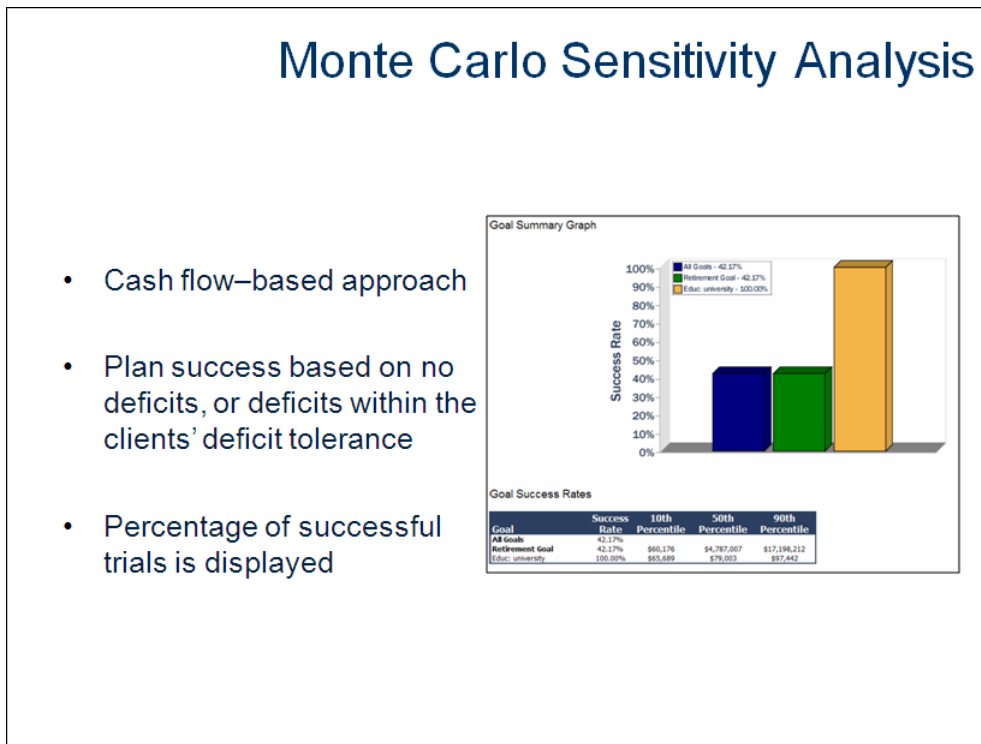 Monte Carlo Sensitivity Analysis
• Cash flow–based approach
• Plan success based on no
deficits, or deficits within the
clients’ deficit tolerance
• Percentage of successful
trials is displayed
Goal Summary Graph
All Goals - 42.17%
Retirement Goal - 42.17%
Educ: university - 100.00%
Success Rate
100%
90%
80%
70%
60%
50%
40%
30%
20%
10%
0%
Goal Success Rates
Goal Success Rate 10th Percentile 50th Percentile 90th Percentile
All Goals 42.17%
Retirement Goal 42.17% $60,176 $4,787,007 $17,198,212
Educ: university 100.00% $65,689 $79,003 $97,442